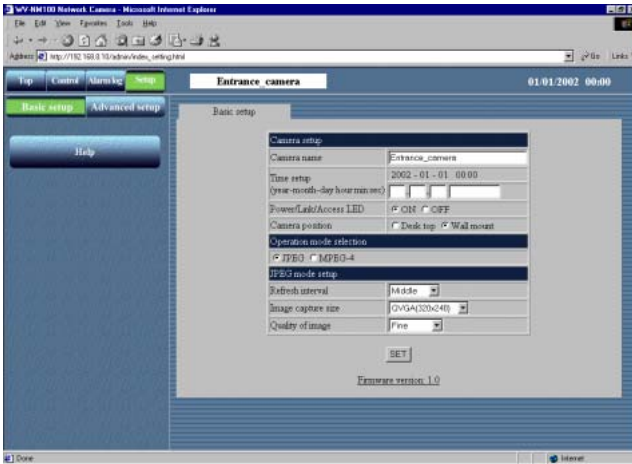 WV-NM100 Network Camera - Microsoft Internet Explorer
File Edit View Favorites Tools Help
Address http://192.168.0.10/admin/index_setting.html Go Links
Top Control Alarm log Setup Entrance_camera 01/01/2002 00:00
Basic setup Advanced setup
Help
Basic setup
Camera setup
Camera name Entrance_camera
Time setup 2002 - 01 - 01 00:00
(year-month-day hour:min:sec)
Power/Link/Access LED ON OFF
Camera position Desk top Wall mount
Operation mode selection
JPEG MPEG-4
JPEG mode setup
Refresh interval Middle
Image capture size QVGA(320x240)
Quality of image Fine
SET
Firmware version: 1.0
Done Internet